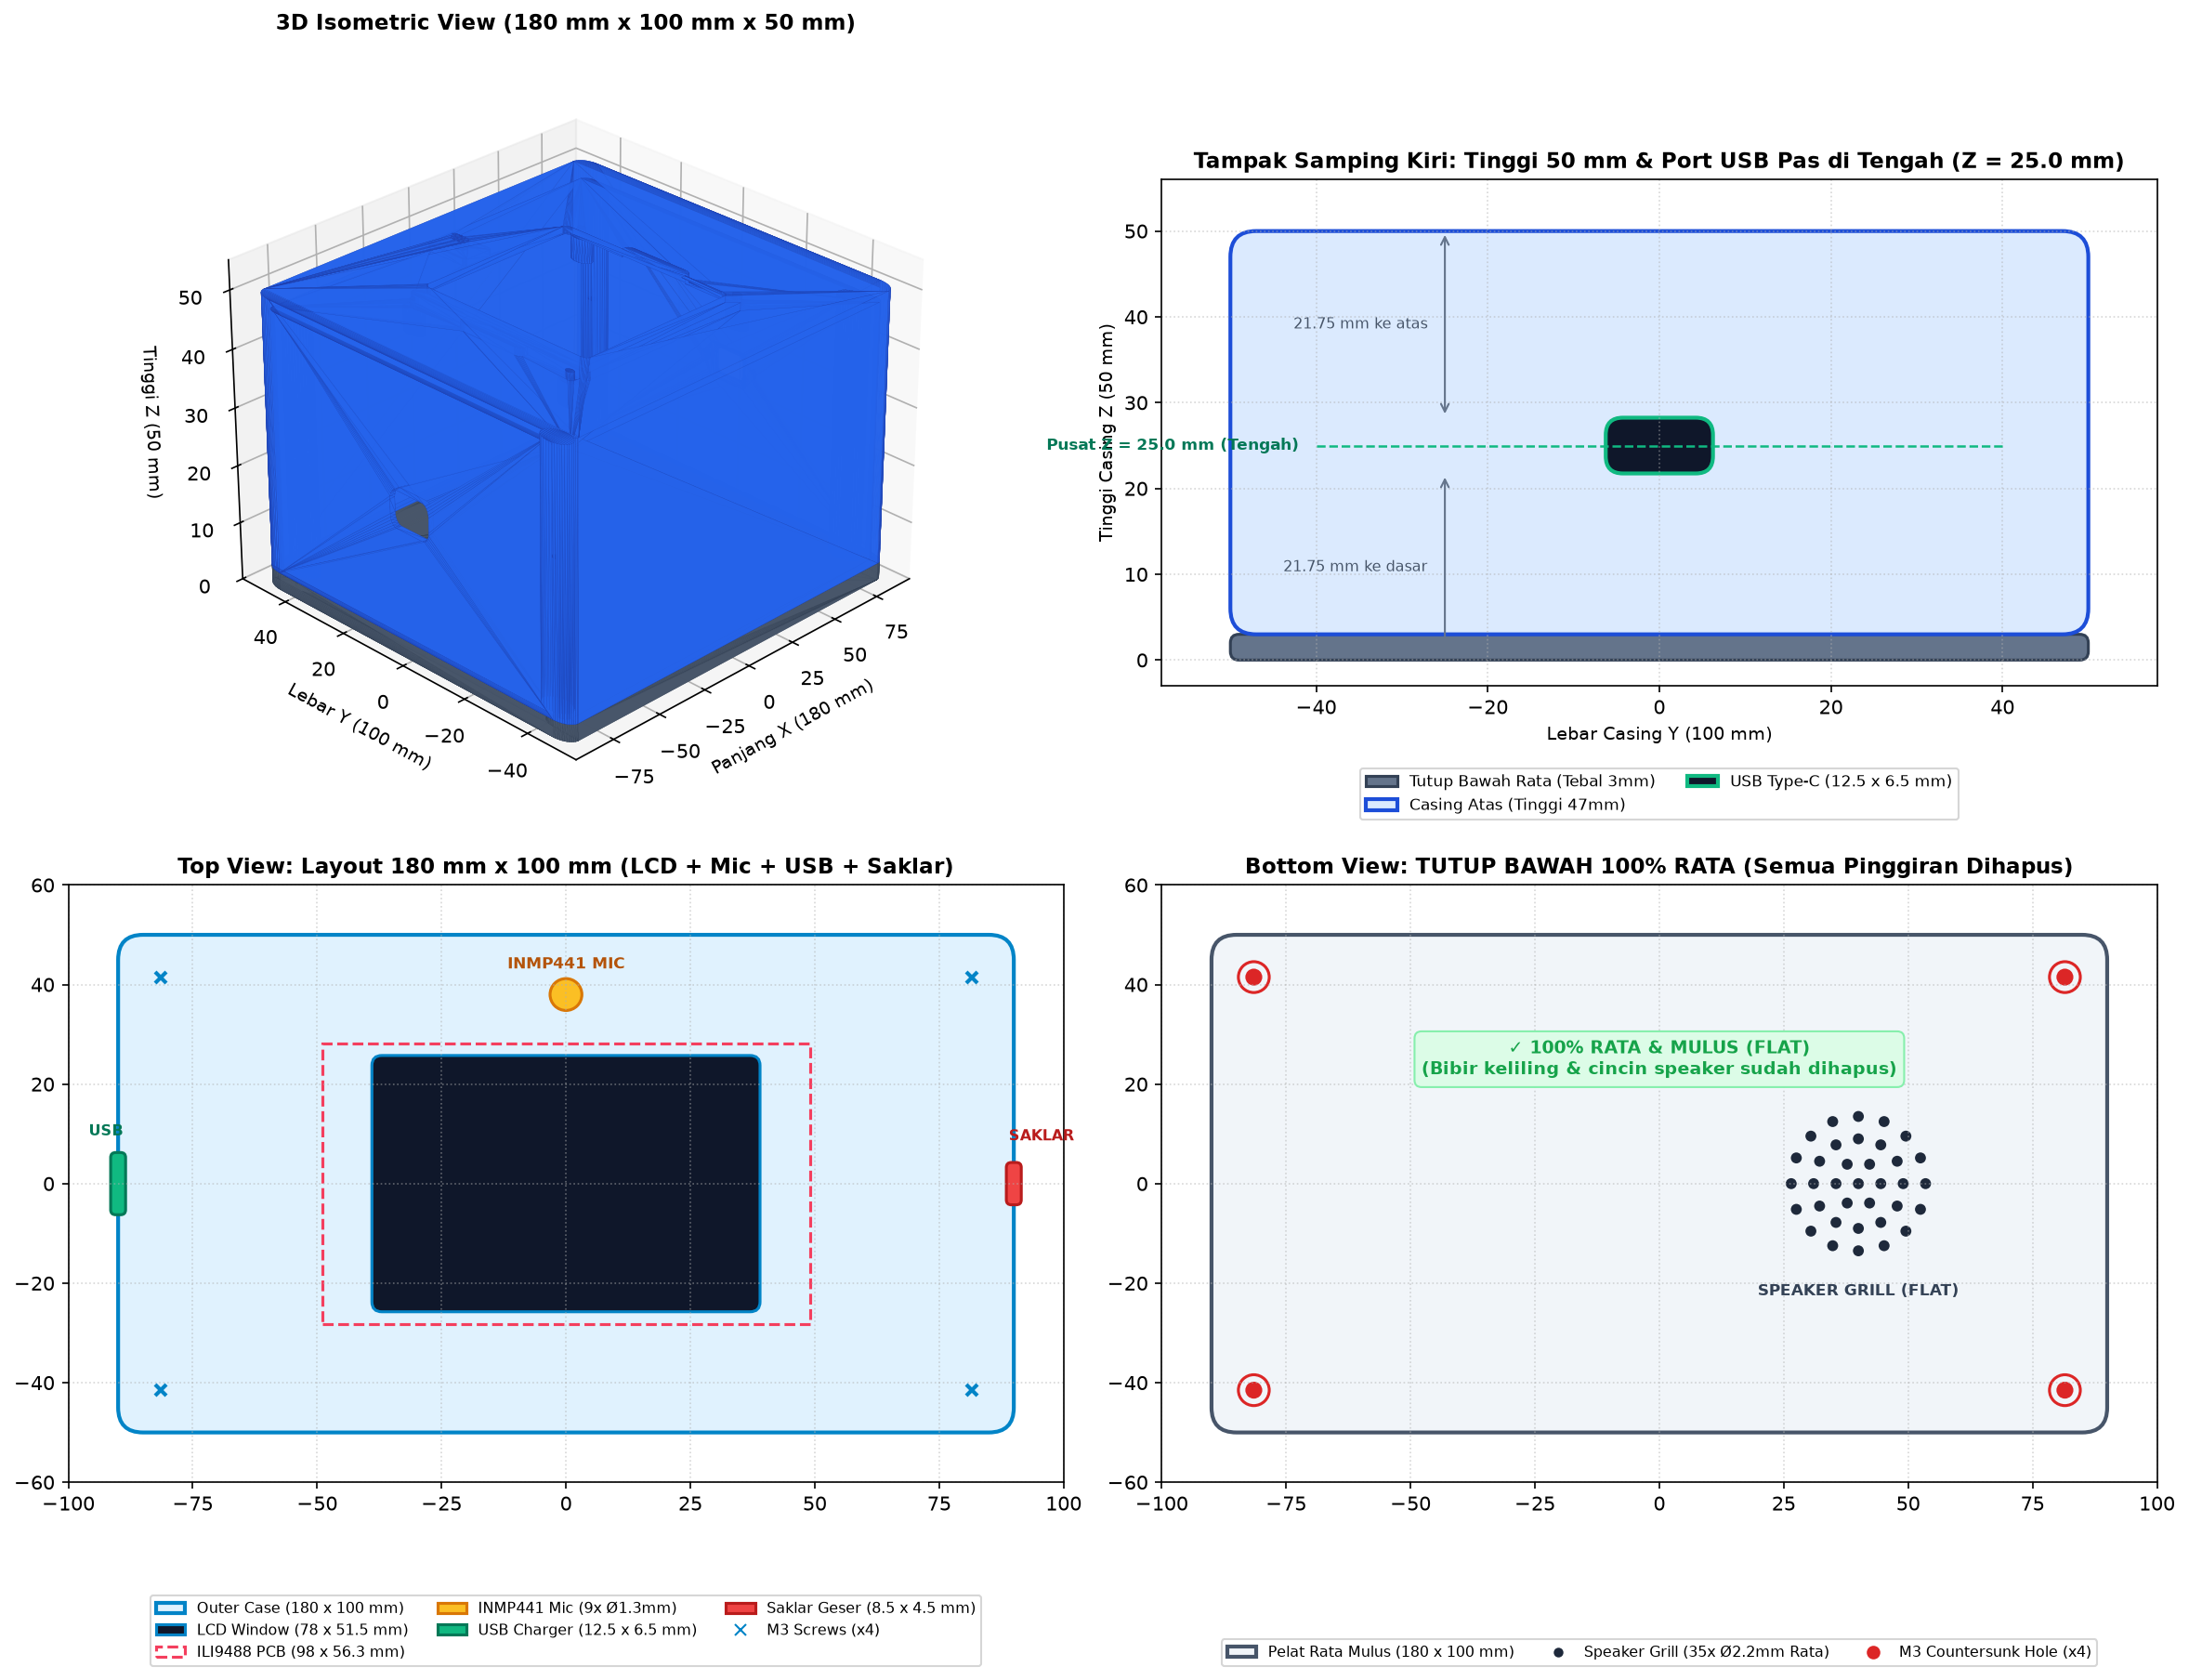 3D Isometric View (180 mm x 100 mm x 50 mm)
50
40
30
20
10
0
Tinggi Z (50 mm)
40
20
0
−20
−40
Lebar Y (100 mm)
−75
−50
−25
0
25
50
75
Panjang X (180 mm)
Tampak Samping Kiri: Tinggi 50 mm & Port USB Pas di Tengah (Z = 25.0 mm)
50
40
30
20
10
0
Tinggi Casing Z (50 mm)
21.75 mm ke atas
Pusat Z = 25.0 mm (Tengah)
21.75 mm ke dasar
−40
−20
0
20
40
Lebar Casing Y (100 mm)
Tutup Bawah Rata (Tebal 3mm)
Casing Atas (Tinggi 47mm)
USB Type-C (12.5 x 6.5 mm)
Top View: Layout 180 mm x 100 mm (LCD + Mic + USB + Saklar)
60
40
20
0
−20
−40
−60
INMP441 MIC
USB
SAKLAR
−100
−75
−50
−25
0
25
50
75
100
Outer Case (180 x 100 mm)
LCD Window (78 x 51.5 mm)
ILI9488 PCB (98 x 56.3 mm)
INMP441 Mic (9x Ø1.3mm)
USB Charger (12.5 x 6.5 mm)
Saklar Geser (8.5 x 4.5 mm)
M3 Screws (x4)
Bottom View: TUTUP BAWAH 100% RATA (Semua Pinggiran Dihapus)
60
40
20
0
−20
−40
−60
✓ 100% RATA & MULUS (FLAT)
(Bibir keliling & cincin speaker sudah dihapus)
SPEAKER GRILL (FLAT)
−100
−75
−50
−25
0
25
50
75
100
Pelat Rata Mulus (180 x 100 mm)
Speaker Grill (35x Ø2.2mm Rata)
M3 Countersunk Hole (x4)